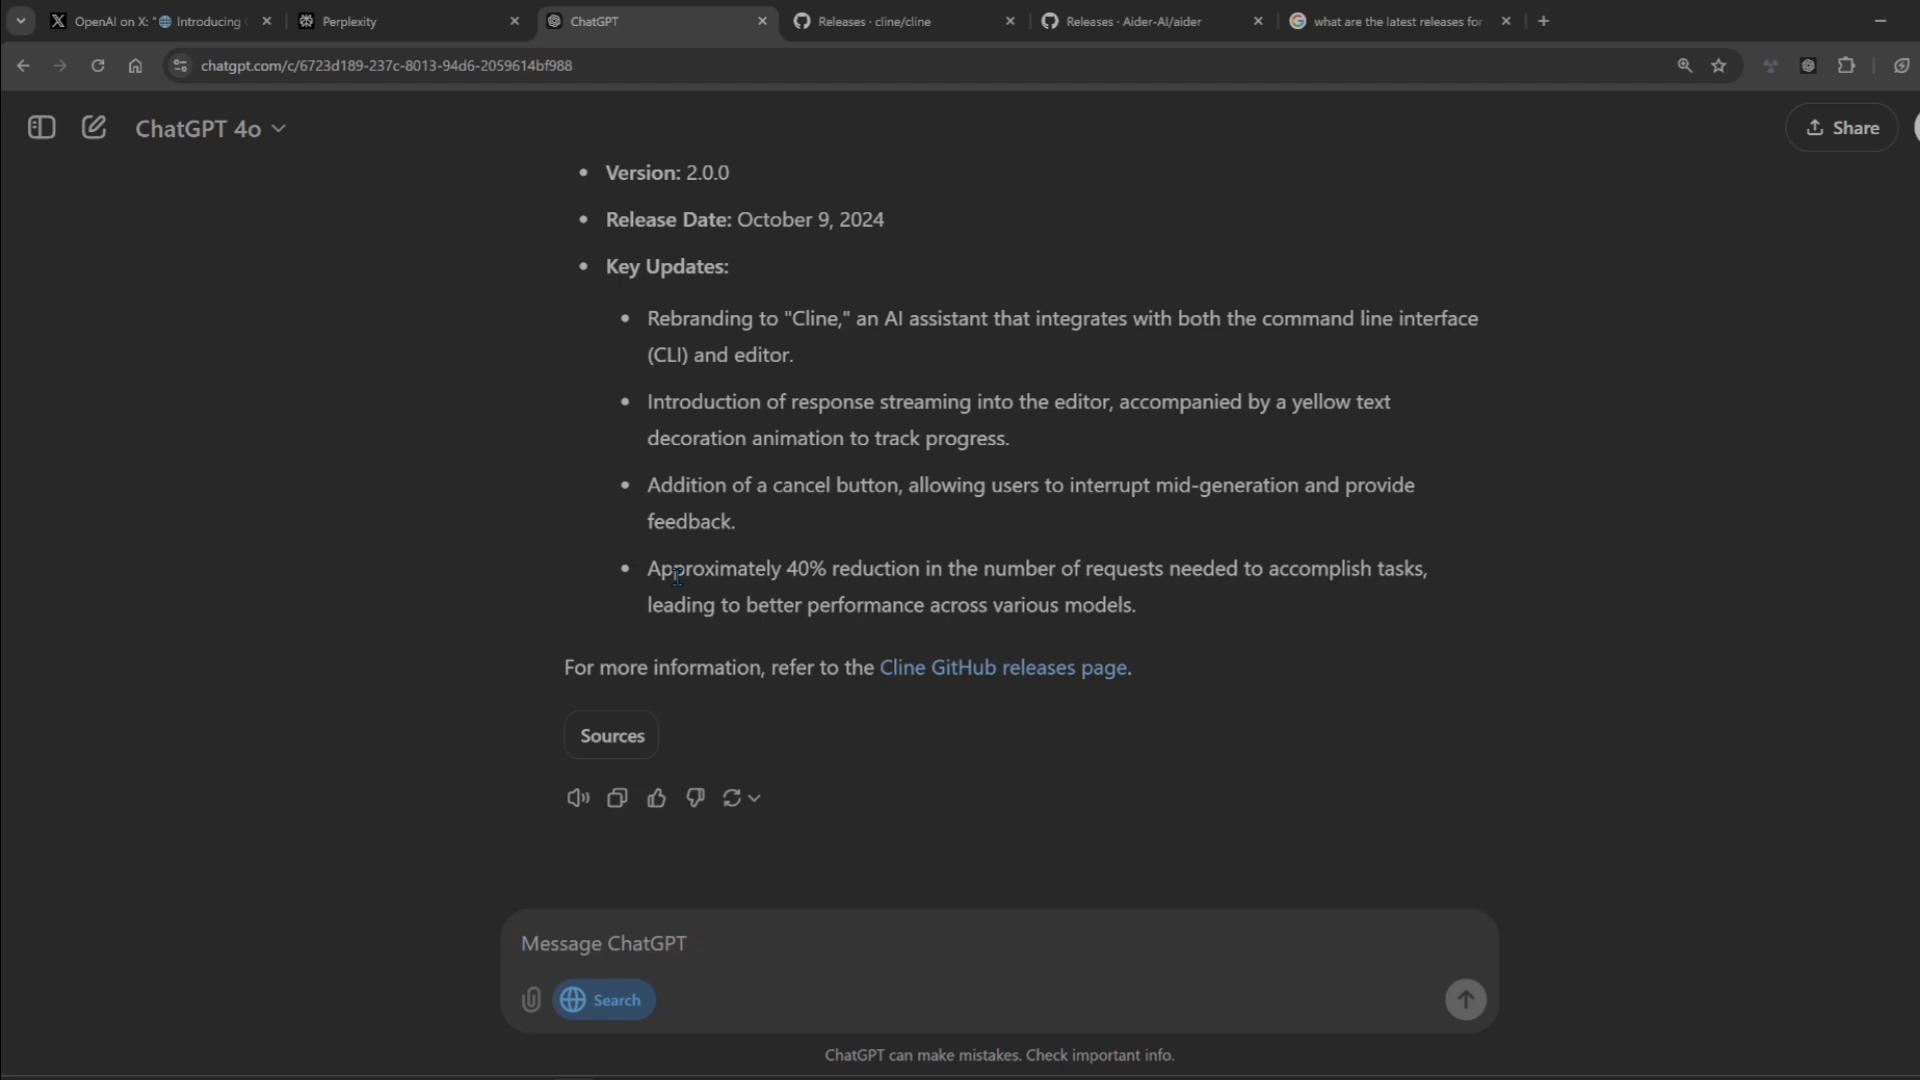 OpenAI on X: "🌐 Introducing
Perplexity
ChatGPT
Releases · cline/cline
Releases · Aider-AI/aider
what are the latest releases for
chatgpt.com/c/6723d189-237c-8013-94d6-2059614bf988
ChatGPT 4o
Share
• Version: 2.0.0
• Release Date: October 9, 2024
• Key Updates:
• Rebranding to "Cline," an AI assistant that integrates with both the command line interface
(CLI) and editor.
• Introduction of response streaming into the editor, accompanied by a yellow text
decoration animation to track progress.
• Addition of a cancel button, allowing users to interrupt mid-generation and provide
feedback.
• Approximately 40% reduction in the number of requests needed to accomplish tasks,
leading to better performance across various models.
For more information, refer to the Cline GitHub releases page.
Sources
Message ChatGPT
Search
ChatGPT can make mistakes. Check important info.